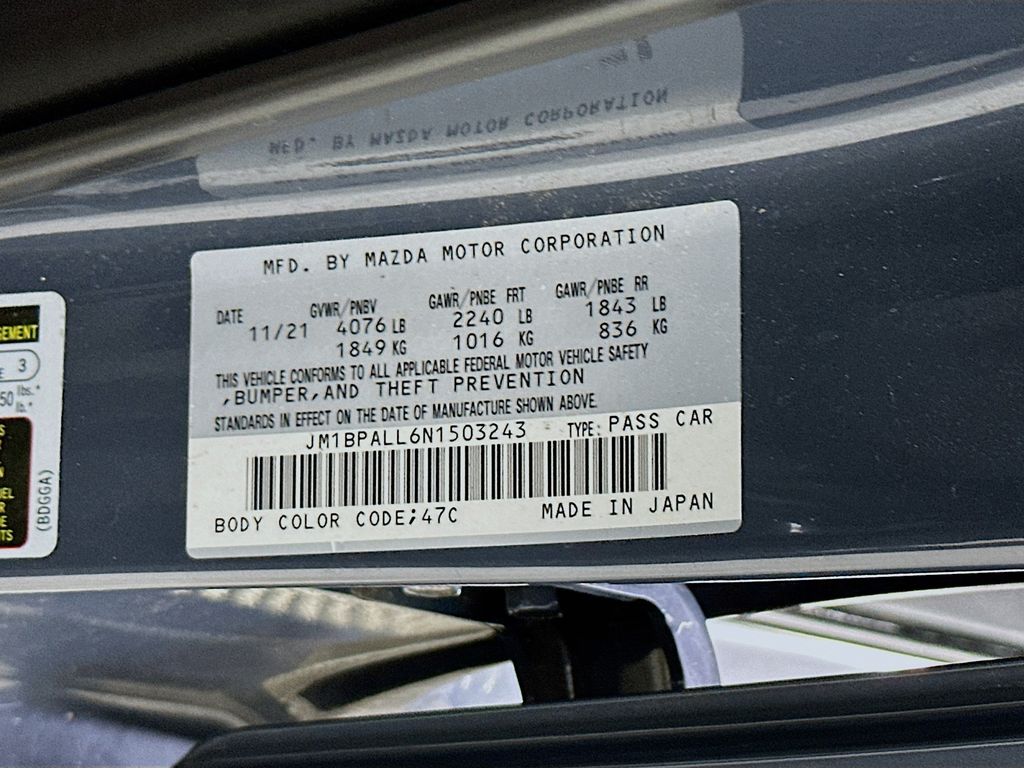 MFD. BY MAZDA MOTOR CORPORATION
DATE GVWR/PNBV GAWR/PNBE FRT GAWR/PNBE RR
11/21 4076 LB 2240 LB 1843 LB
1849 KG 1016 KG 836 KG
THIS VEHICLE CONFORMS TO ALL APPLICABLE FEDERAL MOTOR VEHICLE SAFETY
,BUMPER,AND THEFT PREVENTION
STANDARDS IN EFFECT ON THE DATE OF MANUFACTURE SHOWN ABOVE.
JM1BPALL6N1503243 TYPE: PASS CAR
BODY COLOR CODE;47C MADE IN JAPAN
3
lbs.*
lb.*
(BDGGA)
MFD. BY MAZDA MOTOR CORPORATION